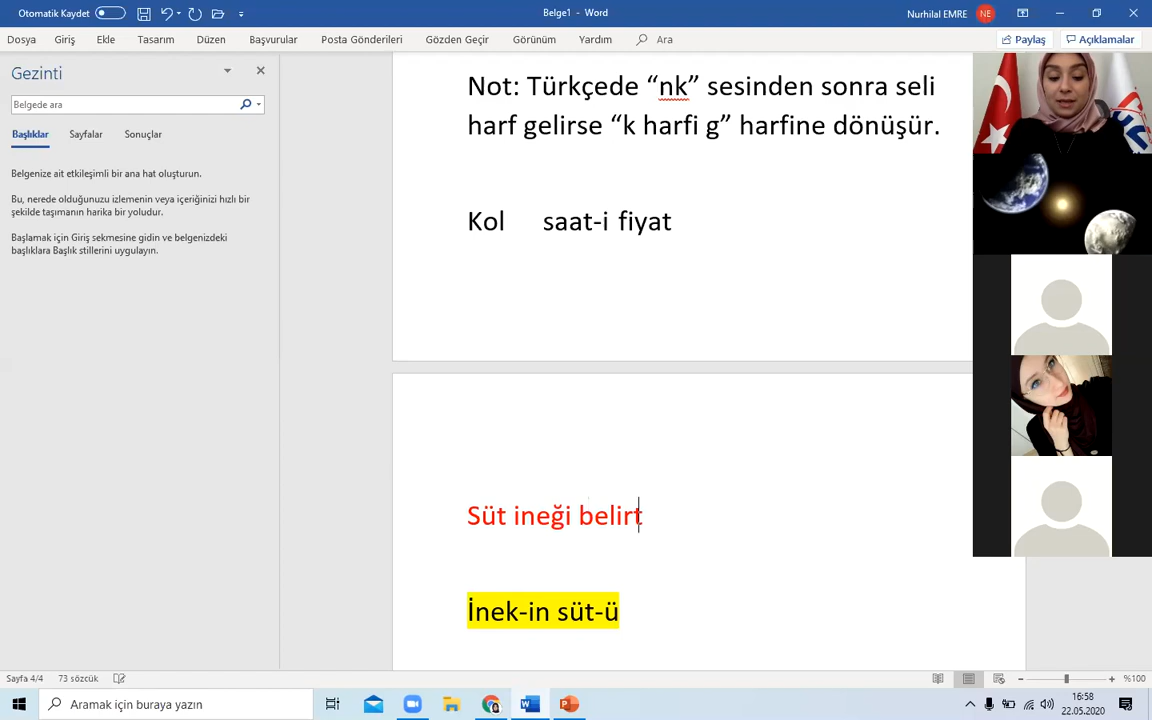 Otomatik Kaydet
Belge1 - Word
Nurhilal EMRE
NE
Dosya Giriş Ekle Tasarım Düzen Başvurular Posta Gönderileri Gözden Geçir Görünüm Yardım Ara
Paylaş
Açıklamalar
Gezinti
Belgede ara
Başlıklar Sayfalar Sonuçlar
Belgenize ait etkileşimli bir ana hat oluşturun.
Bu, nerede olduğunuzu izlemenin veya içeriğinizi hızlı bir
şekilde taşımanın harika bir yoludur.
Başlamak için Giriş sekmesine gidin ve belgenizdeki
başlıklara Başlık stillerini uygulayın.
Not: Türkçede “nk” sesinden sonra seli
harf gelirse “k harfi g” harfine dönüşür.
Kol saat-i fiyat
Süt ineği belirt
İnek-in süt-ü
Sayfa 4/4 73 sözcük
%100
Aramak için buraya yazın
16:58
22.05.2020